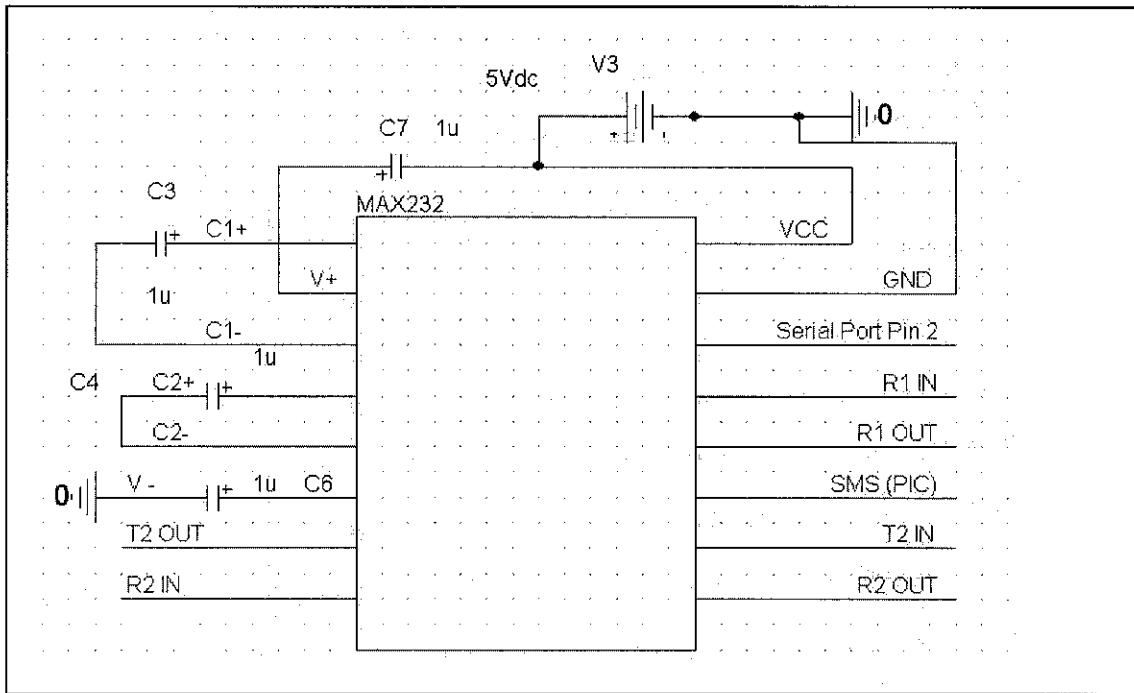 V3
5Vdc
C7 1u
0
C3
MAX232
C1+
VCC
V+
GND
1u
C1-
Serial Port Pin 2
1u
C4
C2+
R1 IN
C2-
R1 OUT
0
V -
1u
C6
SMS (PIC)
T2 OUT
T2 IN
R2 IN
R2 OUT